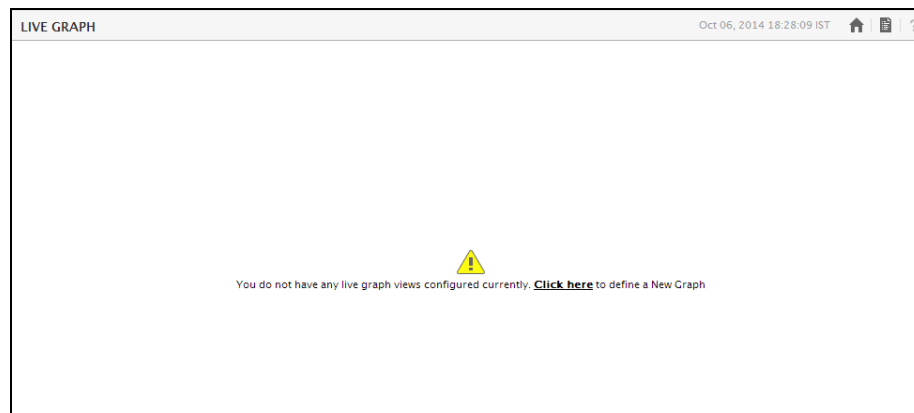 LIVE GRAPH
Oct 06, 2014 18:28:09 IST
You do not have any live graph views configured currently. Click here to define a New Graph